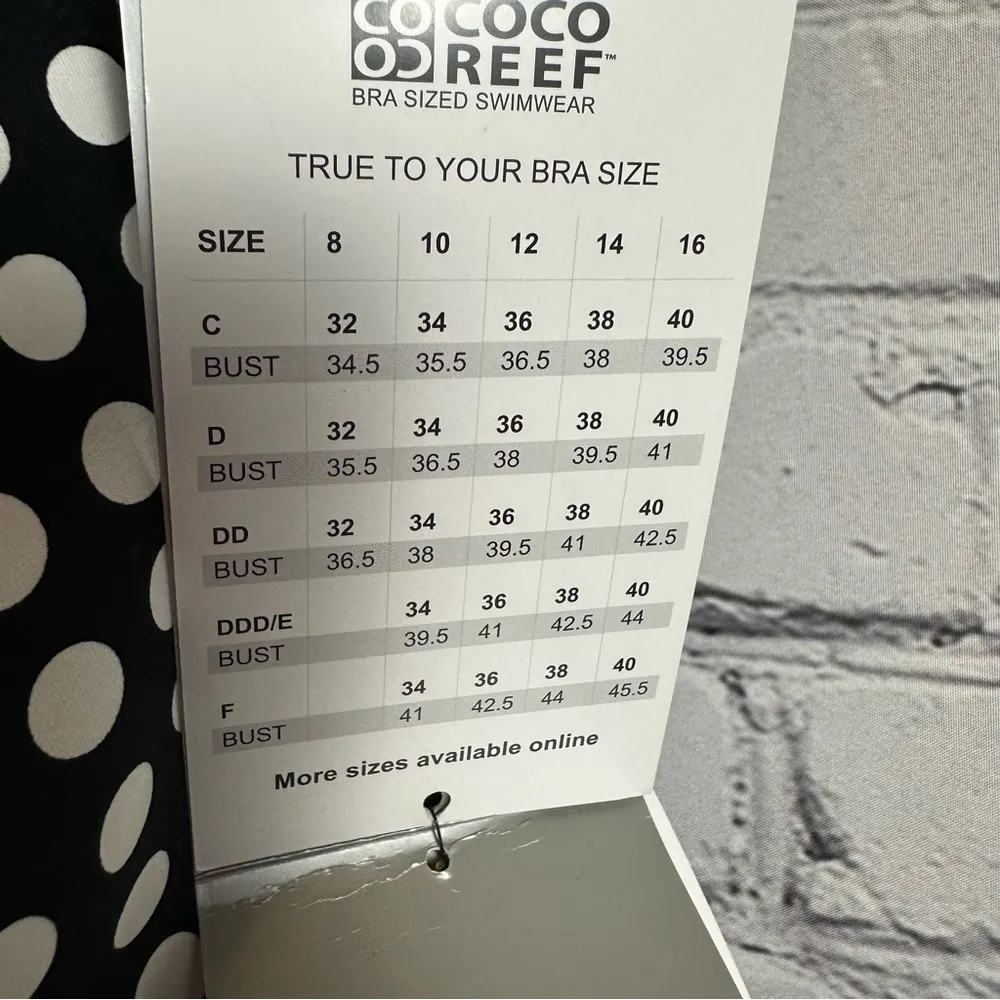 CO COCO
OC REEF™
BRA SIZED SWIMWEAR
TRUE TO YOUR BRA SIZE
SIZE 8 10 12 14 16
C 32 34 36 38 40
BUST 34.5 35.5 36.5 38 39.5
D 32 34 36 38 40
BUST 35.5 36.5 38 39.5 41
DD 32 34 36 38 40
BUST 36.5 38 39.5 41 42.5
DDD/E 34 36 38 40
BUST 39.5 41 42.5 44
F 34 36 38 40
BUST 41 42.5 44 45.5
More sizes available online